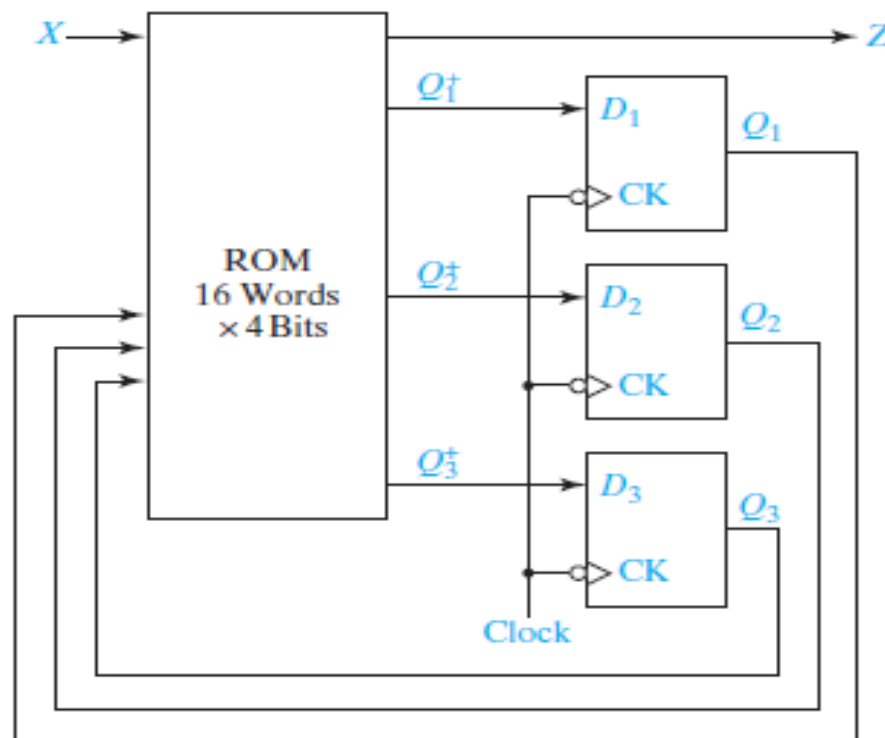 X
Z
Q₁⁺
D₁
Q₁
CK
ROM
16 Words
× 4 Bits
Q₂⁺
D₂
Q₂
CK
Q₃⁺
D₃
Q₃
CK
Clock